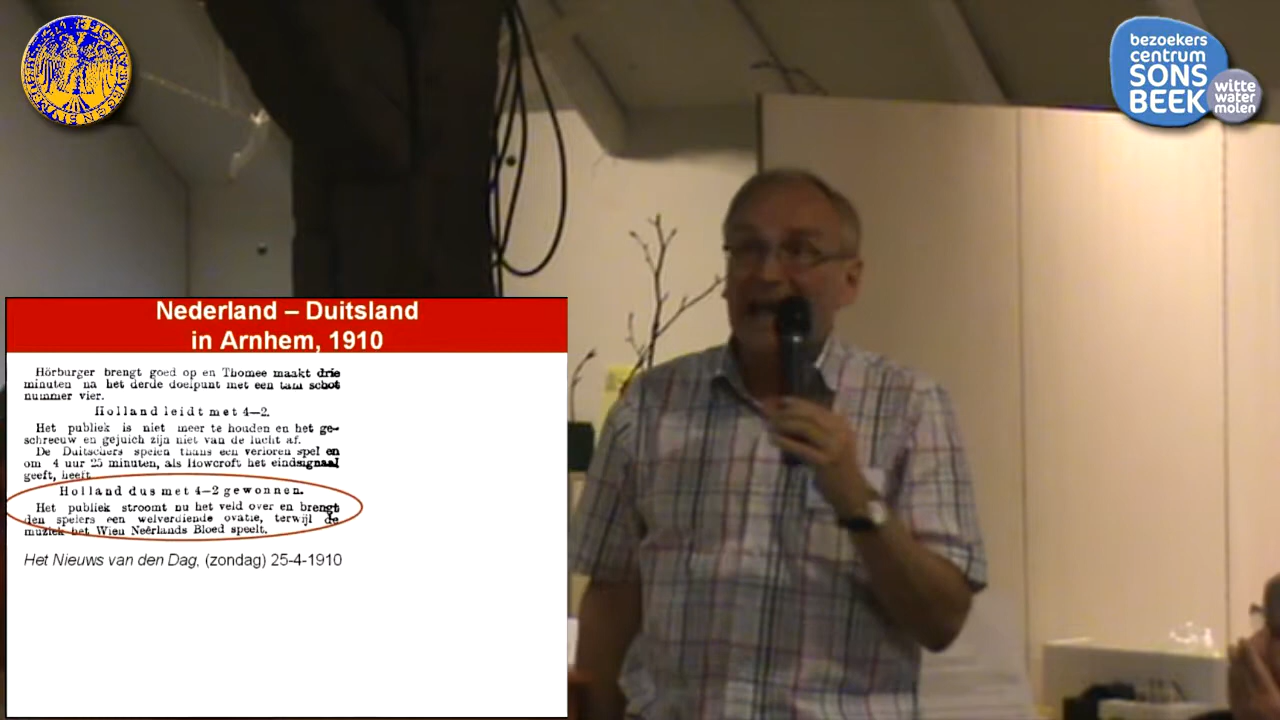 bezoekers
centrum
SONS
BEEK
witte
water
molen
Nederland – Duitsland
in Arnhem, 1910
Hörburger brengt goed op en Thomee maakt drie
minuten na het derde doelpunt met een tam schot
nummer vier.
Holland leidt met 4—2.
Het publiek is niet meer te houden en het ge-
schreeuw en gejuich zijn niet van de lucht af.
De Duitschers spelen thans een verloren spel en
om 4 uur 25 minuten, als Howcroft het eindsignaal
geeft, heeft
Holland dus met 4—2 gewonnen.
Het publiek stroomt nu het veld over en brengt
den spelers een welverdiende ovatie, terwijl de
muziek het Wien Neêrlands Bloed speelt.
Het Nieuws van den Dag, (zondag) 25-4-1910